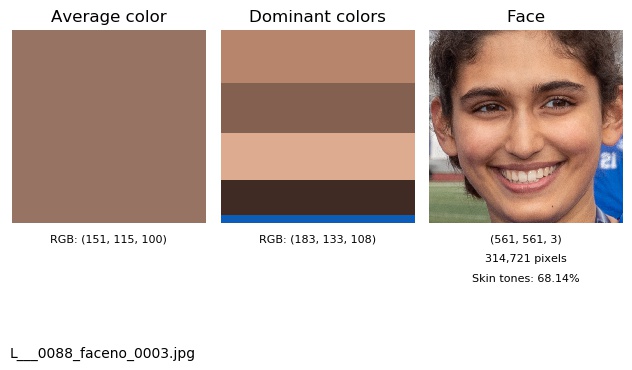 Average color
Dominant colors
Face
RGB: (151, 115, 100)
RGB: (183, 133, 108)
(561, 561, 3)
314,721 pixels
Skin tones: 68.14%
L___0088_faceno_0003.jpg